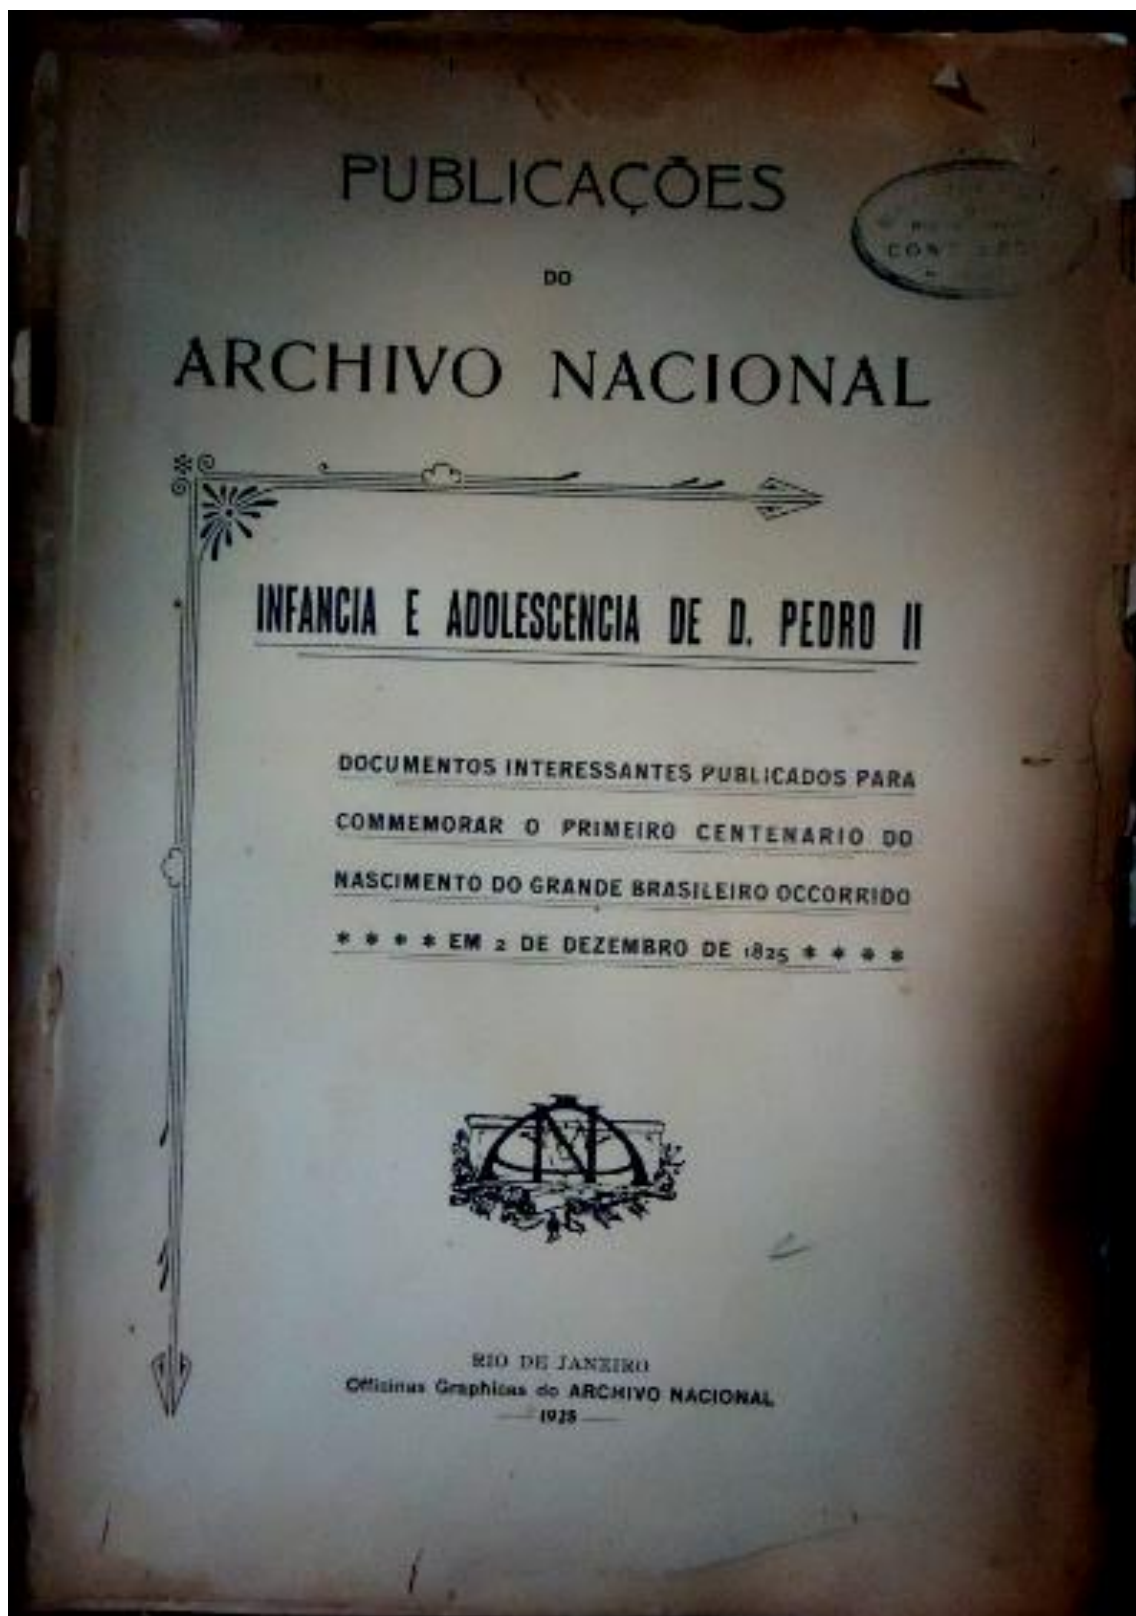 PUBLICAÇÕES
DO
ARCHIVO NACIONAL
INFANCIA E ADOLESCENCIA DE D. PEDRO II
DOCUMENTOS INTERESSANTES PUBLICADOS PARA
COMMEMORAR O PRIMEIRO CENTENARIO DO
NASCIMENTO DO GRANDE BRASILEIRO OCCORRIDO
* * * * EM 2 DE DEZEMBRO DE 1825 * * * *
RIO DE JANEIRO
Officinas Graphicas do ARCHIVO NACIONAL
1925